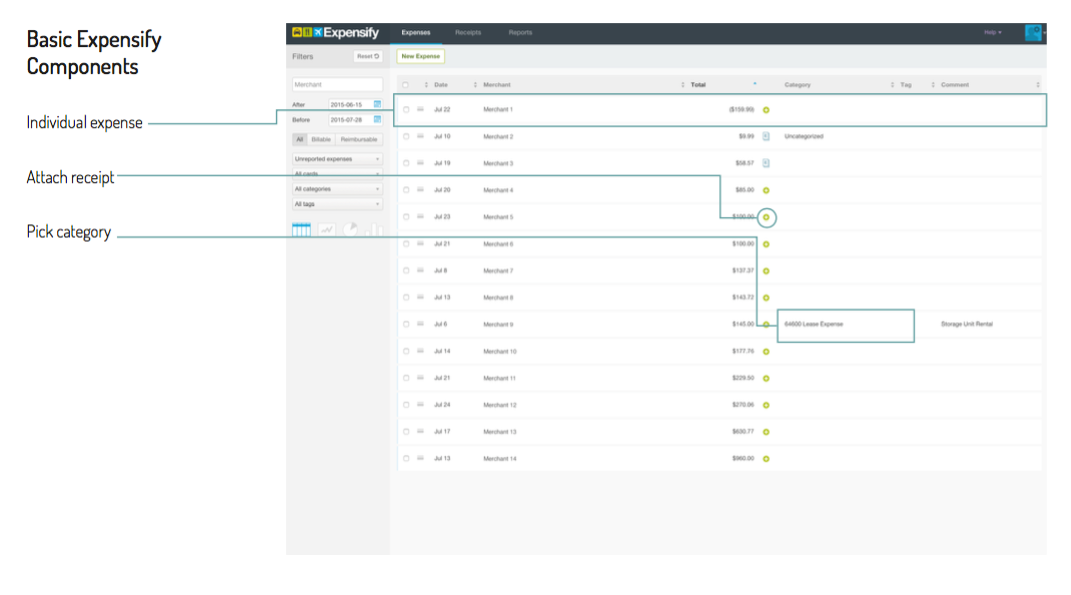 Basic Expensify
Components
Individual expense
Attach receipt
Pick category
Expensify
Expenses Receipts Reports Help
Filters Reset New Expense
Merchant
After 2015-06-15
Before 2015-07-28
All Billable Reimbursable
Unreported expenses
All cards
All categories
All tags
Date Merchant Total Category Tag Comment
Jul 22 Merchant 1 ($159.99)
Jul 10 Merchant 2 $9.99 Uncategorized
Jul 19 Merchant 3 $58.57
Jul 20 Merchant 4 $85.00
Jul 23 Merchant 5 $100.00
Jul 21 Merchant 6 $100.00
Jul 8 Merchant 7 $137.37
Jul 13 Merchant 8 $143.72
Jul 6 Merchant 9 $145.00 64600 Lease Expense Storage Unit Rental
Jul 14 Merchant 10 $177.76
Jul 21 Merchant 11 $229.50
Jul 24 Merchant 12 $270.06
Jul 17 Merchant 13 $630.77
Jul 13 Merchant 14 $960.00